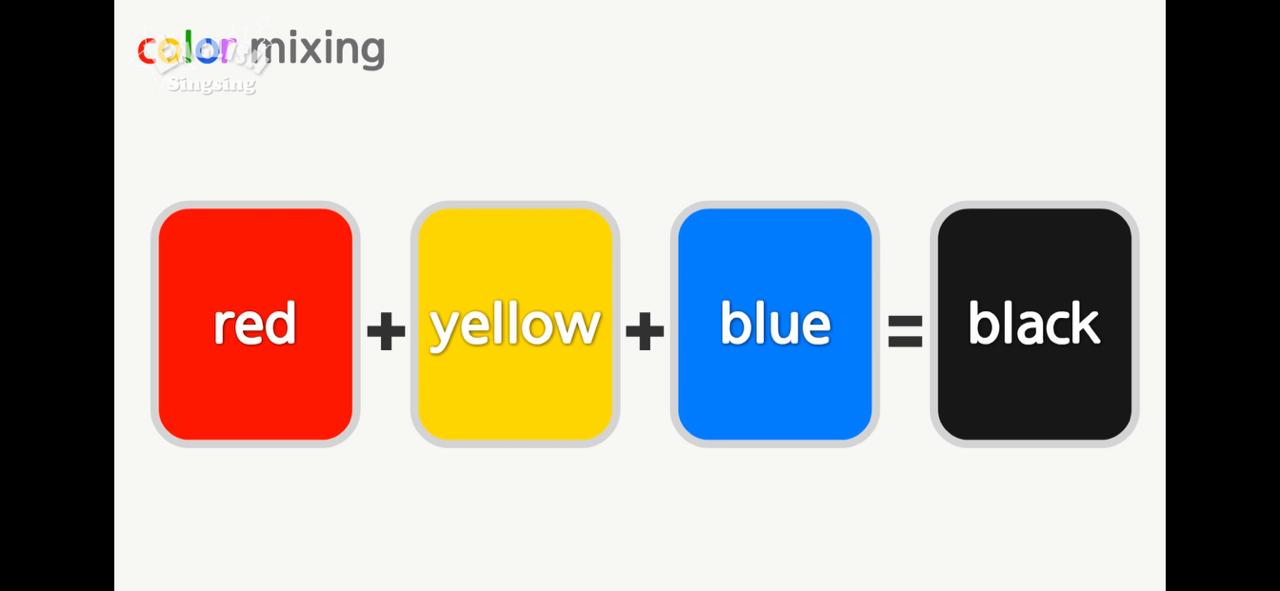 color mixing
Singsing
red + yellow + blue = black